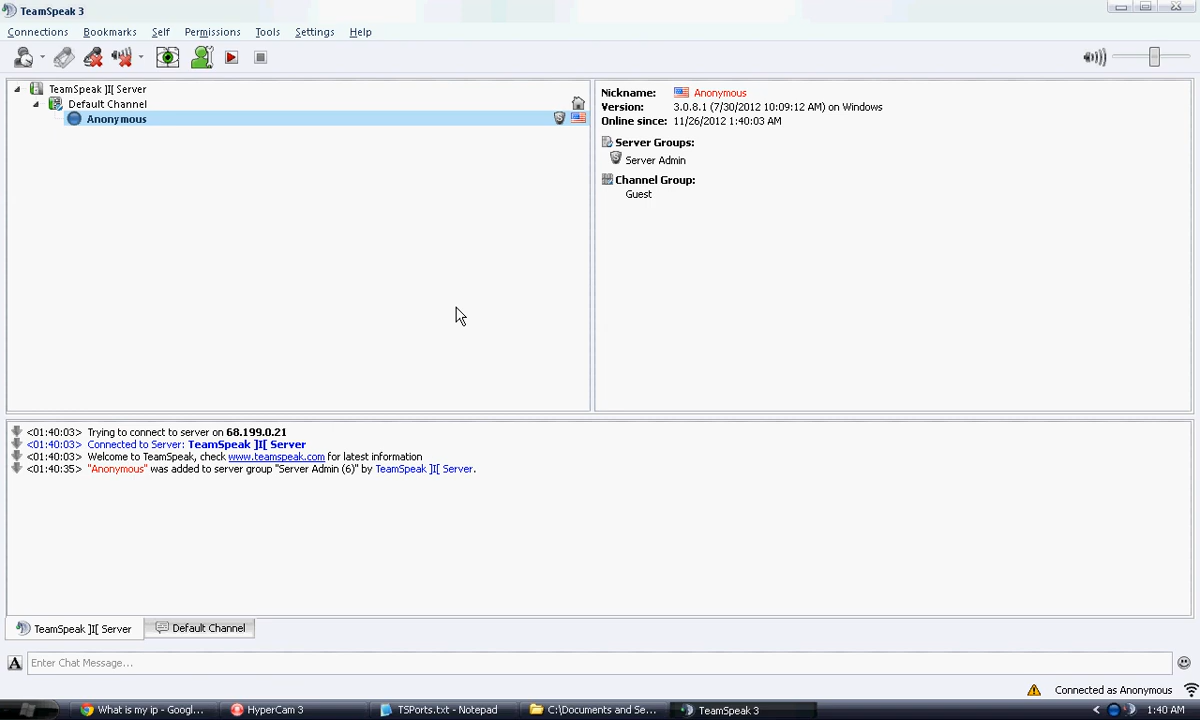 TeamSpeak 3
Connections Bookmarks Self Permissions Tools Settings Help
TeamSpeak ]I[ Server
Default Channel
Anonymous
Nickname: Anonymous
Version: 3.0.8.1 (7/30/2012 10:09:12 AM) on Windows
Online since: 11/26/2012 1:40:03 AM
Server Groups:
Server Admin
Channel Group:
Guest
<01:40:03> Trying to connect to server on 68.199.0.21
<01:40:03> Connected to Server: TeamSpeak ]I[ Server
<01:40:03> Welcome to TeamSpeak, check www.teamspeak.com for latest information
<01:40:35> "Anonymous" was added to server group "Server Admin (6)" by TeamSpeak ]I[ Server.
TeamSpeak ]I[ Server Default Channel
A Enter Chat Message...
Connected as Anonymous
What is my ip - Googl... HyperCam 3 TSPorts.txt - Notepad C:\Documents and Se... TeamSpeak 3 1:40 AM